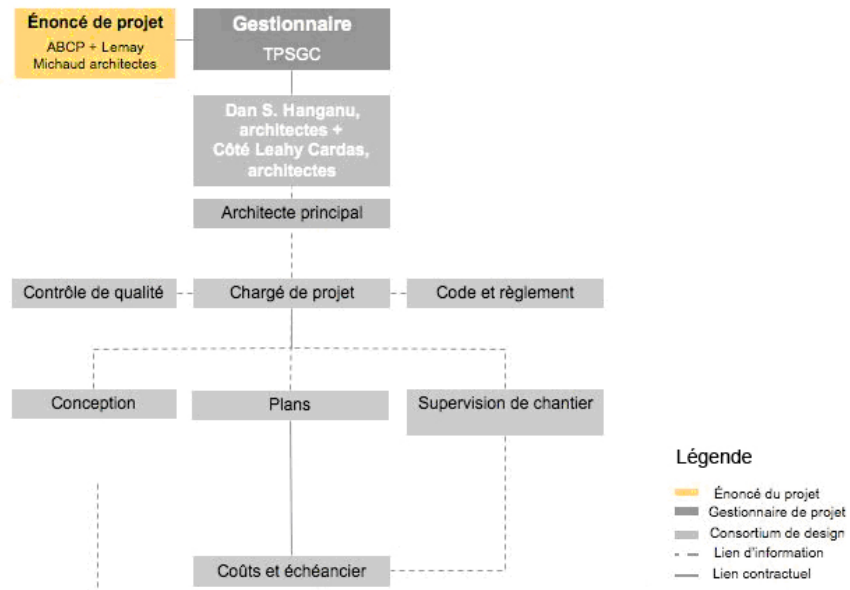 Énoncé de projet
ABCP + Lemay
Michaud architectes
Gestionnaire
TPSGC
Dan S. Hanganu,
architectes +
Côté Leahy Cardas,
architectes
Architecte principal
Contrôle de qualité
Chargé de projet
Code et règlement
Conception
Plans
Supervision de chantier
Coûts et échéancier
Légende
Énoncé du projet
Gestionnaire de projet
Consortium de design
Lien d'information
Lien contractuel